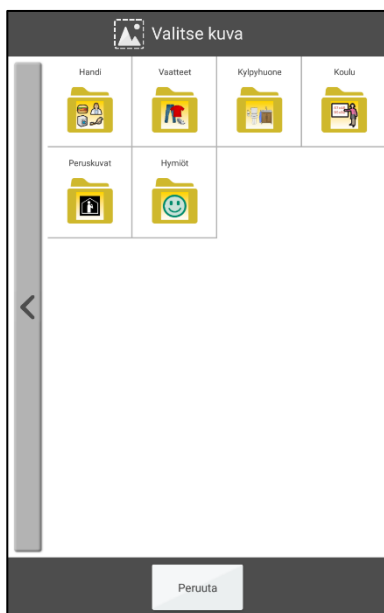 Valitse kuva
Handi
Vaatteet
Kylpyhuone
Koulu
Peruskuvat
Hymiöt
Peruuta